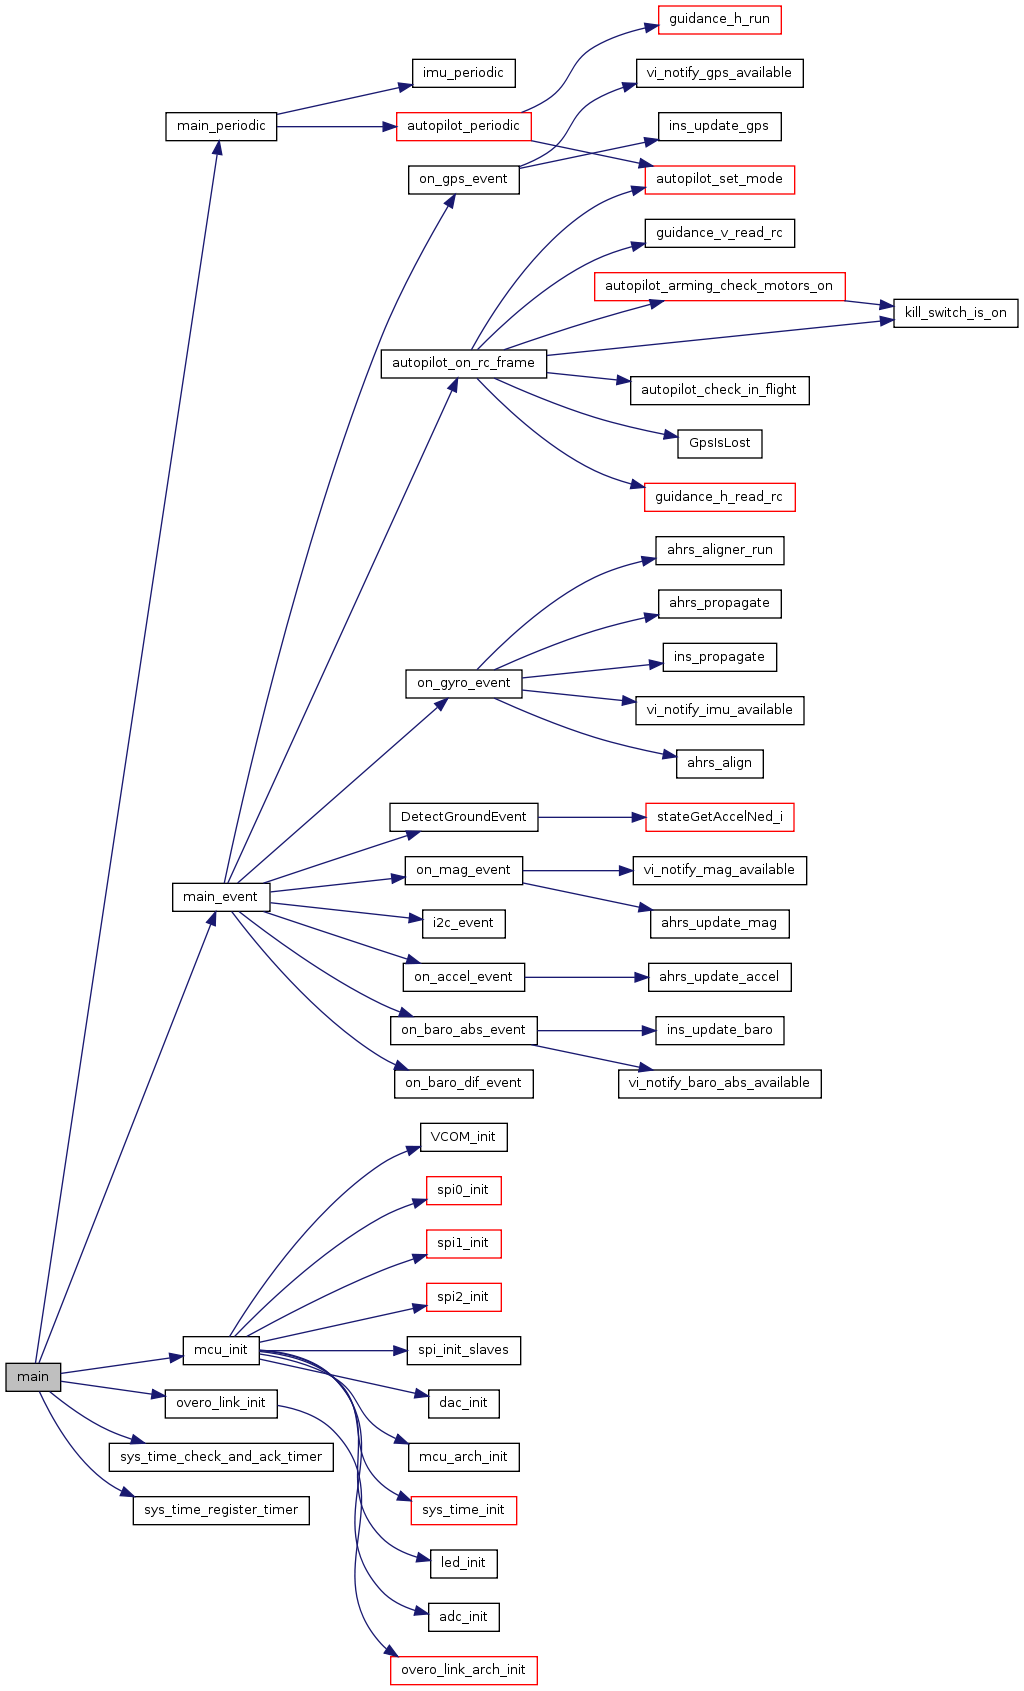 guidance_h_run
imu_periodic
vi_notify_gps_available
main_periodic
autopilot_periodic
ins_update_gps
on_gps_event
autopilot_set_mode
guidance_v_read_rc
autopilot_arming_check_motors_on
kill_switch_is_on
autopilot_on_rc_frame
autopilot_check_in_flight
GpsIsLost
guidance_h_read_rc
ahrs_aligner_run
ahrs_propagate
ins_propagate
on_gyro_event
vi_notify_imu_available
ahrs_align
DetectGroundEvent
stateGetAccelNed_i
on_mag_event
vi_notify_mag_available
main_event
i2c_event
ahrs_update_mag
on_accel_event
ahrs_update_accel
on_baro_abs_event
ins_update_baro
on_baro_dif_event
vi_notify_baro_abs_available
VCOM_init
spi0_init
spi1_init
spi2_init
mcu_init
spi_init_slaves
main
overo_link_init
dac_init
sys_time_check_and_ack_timer
mcu_arch_init
sys_time_register_timer
sys_time_init
led_init
adc_init
overo_link_arch_init